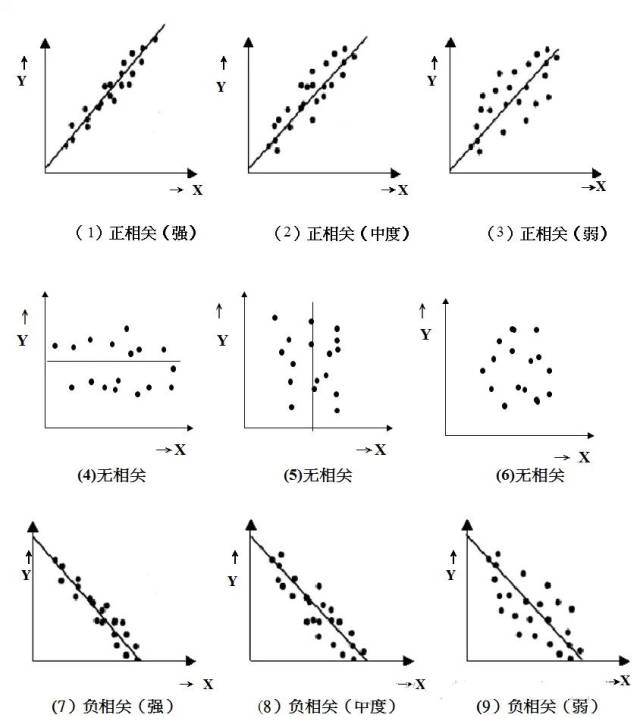 Y
X
Y
X
Y
X
（1）正相关（强）
（2）正相关（中度）
（3）正相关（弱）
Y
X
Y
X
Y
X
(4)无相关
(5)无相关
(6)无相关
Y
X
Y
X
Y
X
（7）负相关（强）
（8）负相关（中度）
（9）负相关（弱）